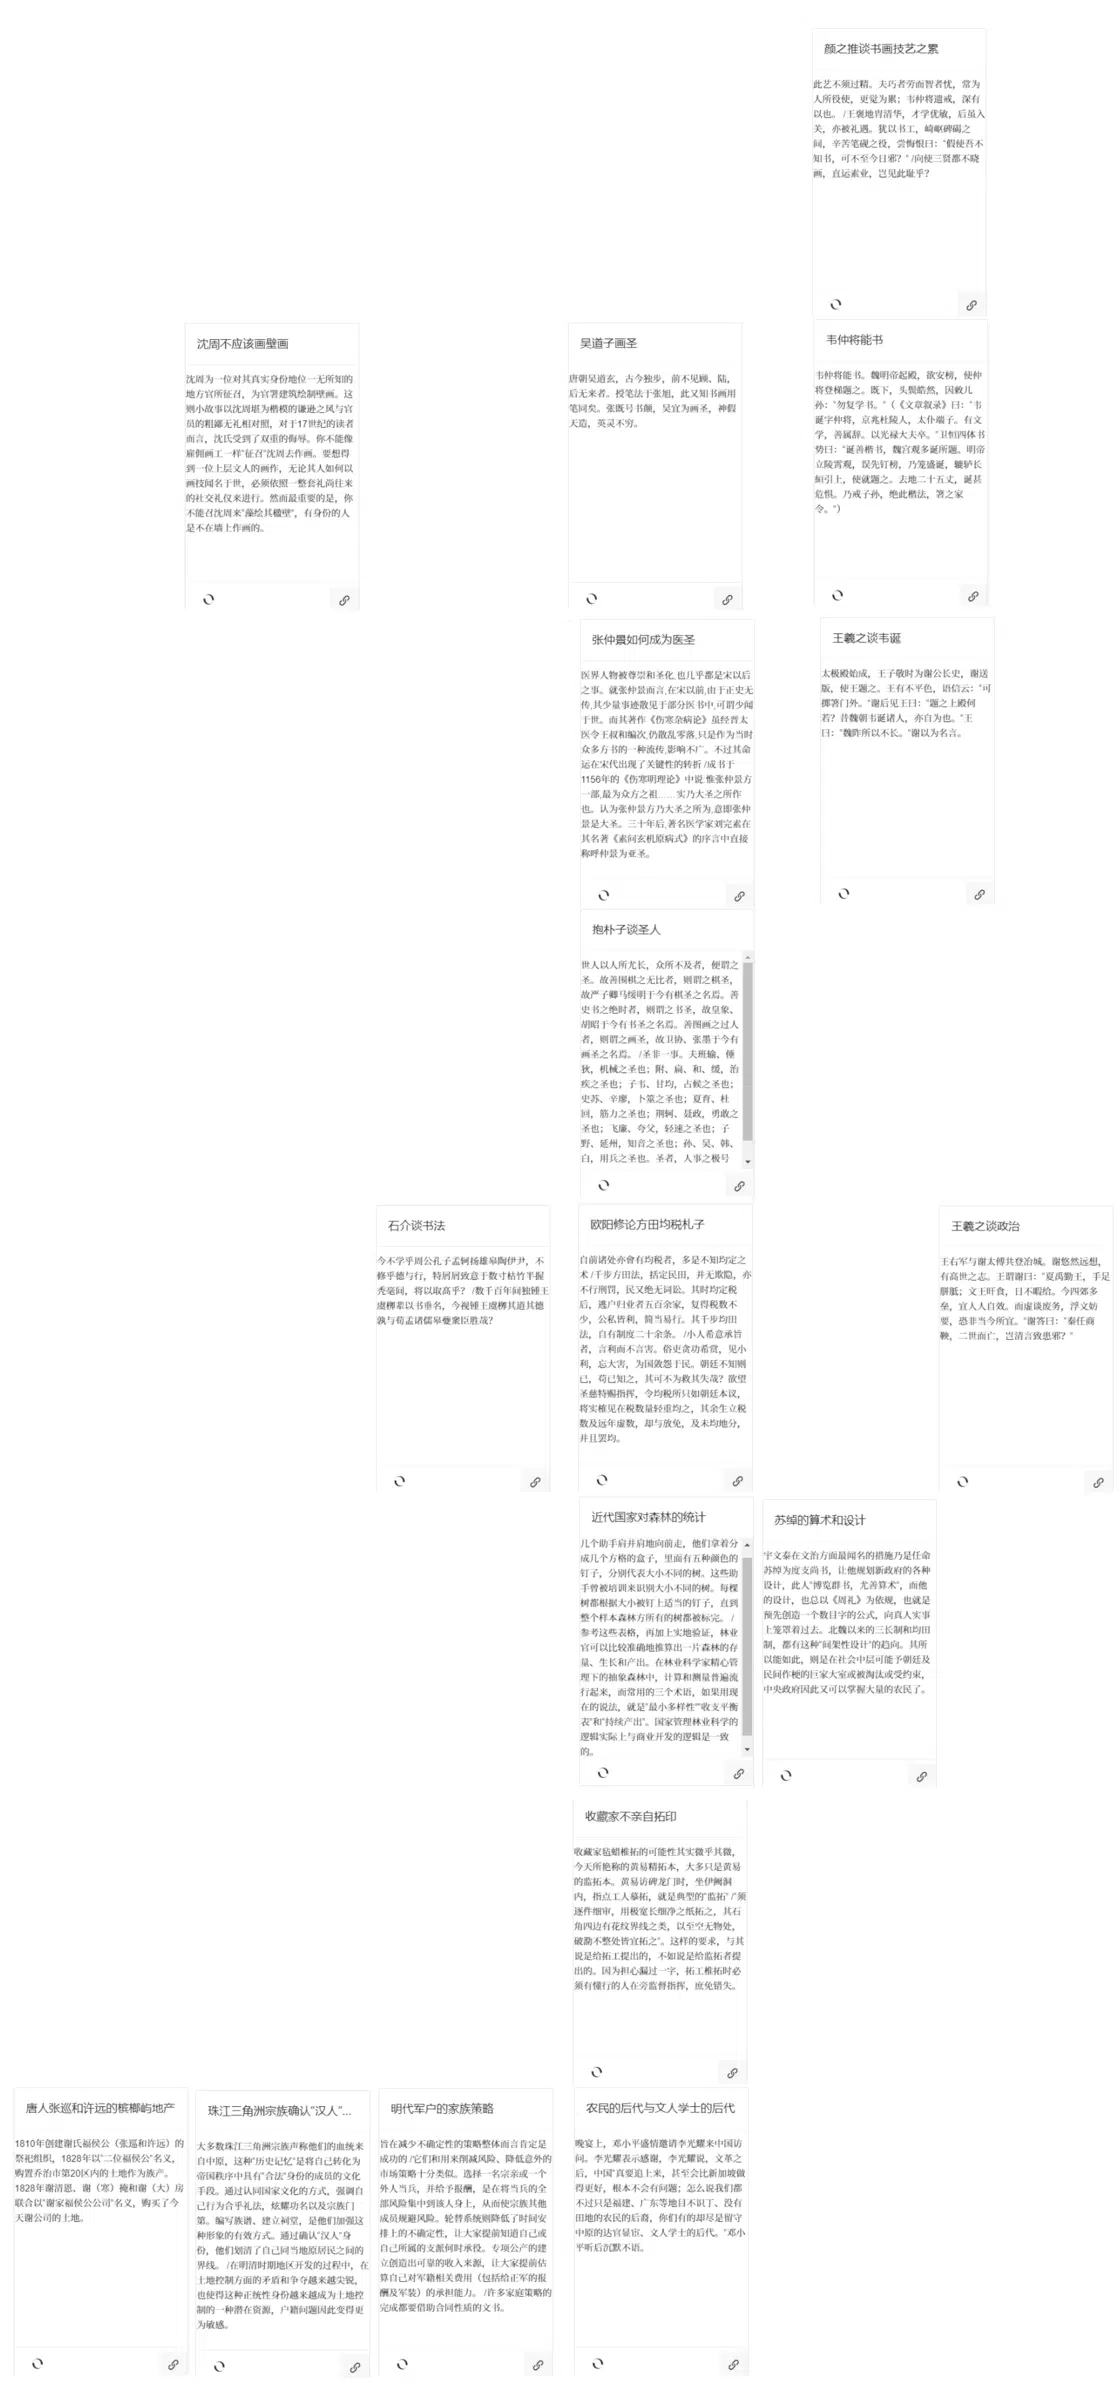 颜之推谈书画技艺之累
此艺不须过精。夫巧者劳而智者忧，常为
人所役使，更觉为累；韦仲将遗戒，深有
以也。/王褒地胄清华，才学优敏，后虽入
关，亦被礼遇。犹以书工，崎岖碑碣之
间，辛苦笔砚之役，尝悔恨曰：“假使吾不
知书，可不至今日邪？”/向使三贤都不晓
画，直运素业，岂见此耻乎？
沈周不应该画壁画
沈周为一位对其真实身份地位一无所知的
地方官所征召，为官署建筑绘制壁画。这
则小故事以沈周堪为楷模的谦逊之风与官
员的粗鄙无礼相对照，对于17世纪的读者
而言，沈氏受到了双重的侮辱。你不能像
雇佣画工一样“征召”沈周去作画。要想得
到一位上层文人的画作，无论其人如何以
画技闻名于世，必须依照一整套礼尚往来
的社交礼仪来进行。然而最重要的是，你
不能召沈周来“藻绘其楹壁”，有身份的人
是不在墙上作画的。
吴道子画圣
唐朝吴道玄，古今独步，前不见顾、陆，
后无来者。授笔法于张旭，此又知书画用
笔同矣。张既号书颠，吴宜为画圣，神假
天造，英灵不穷。
韦仲将能书
韦仲将能书。魏明帝起殿，欲安榜，使仲
将登梯题之。既下，头鬓皓然，因敕儿
孙：“勿复学书。”（《文章叙录》曰：“韦
诞字仲将，京兆杜陵人，太仆端子。有文
学，善属辞。以光禄大夫卒。”卫恒四体书
势曰：“诞善楷书，魏宫观多诞所题。明帝
立陵霄观，误先钉榜，乃笼盛诞，辘轳长
絚引上，使就题之。去地二十五丈，诞甚
危惧。乃戒子孙，绝此楷法，箸之家
令。”）
张仲景如何成为医圣
医界人物被尊崇和圣化,也几乎都是宋以后
之事。就张仲景而言,在宋以前,由于正史无
传,其少量事迹散见于部分医书中,可谓少闻
于世。而其著作《伤寒杂病论》虽经晋太
医令王叔和编次,仍散乱零落,只是作为当时
众多方书的一种流传,影响不广。不过其命
运在宋代出现了关键性的转折 /成书于
1156年的《伤寒明理论》中说:惟张仲景方
一部,最为众方之祖……实乃大圣之所作
也。认为张仲景方乃大圣之所为,意即张仲
景是大圣。三十年后,著名医学家刘完素在
其名著《素问玄机原病式》的序言中直接
称呼仲景为亚圣。
王羲之谈韦诞
太极殿始成，王子敬时为谢公长史，谢送
版，使王题之。王有不平色，语信云：“可
掷箸门外。”谢后见王曰：“题之上殿何
若？昔魏朝韦诞诸人，亦自为也。”王
曰：“魏阼所以不长。”谢以为名言。
抱朴子谈圣人
世人以人所尤长，众所不及者，便谓之
圣。故善围棋之无比者，则谓之棋圣，
故严子卿马绥明于今有棋圣之名焉。善
史书之绝时者，则谓之书圣，故皇象、
胡昭于今有书圣之名焉。善图画之过人
者，则谓之画圣，故卫协、张墨于今有
画圣之名焉。/圣非一事。夫班输、倕
狄，机械之圣也；附、扁、和、缓，治
疾之圣也；子韦、甘均，占候之圣也；
史苏、辛廖，卜筮之圣也；夏育、杜
回，筋力之圣也；荆轲、聂政，勇敢之
圣也；飞廉、夸父，轻速之圣也；子
野、延州，知音之圣也；孙、吴、韩、
白，用兵之圣也。圣者，人事之极号
石介谈书法
今不学乎周公孔子孟轲扬雄皋陶伊尹，不
修乎德与行，特屑屑致意于数寸枯竹半握
秃毫间，将以取高乎？/数千百年间独锺王
虞柳辈以书垂名，今视锺王虞柳其道其德
孰与荀孟诸儒皋夔衆臣胜哉？
欧阳修论方田均税札子
自前诸处亦曾有均税者，多是不知均定之
术 /千步方田法，括定民田，并无欺隐，亦
不行刑罚，民又绝无词讼。其时均定税
后，逃户归业者五百余家，复得税数不
少，公私皆利，简当易行。其千步均田
法，自有制度二十余条。/小人希意承旨
者，言利而不言害。俗吏贪功希赏，见小
利，忘大害，为国敛怨于民。朝廷不知则
已，苟已知之，其可不为救其失哉？欲望
圣慈特赐指挥，令均税所只如朝廷本议，
将实椎见在税数量轻重均之，其余生立税
数及远年虚数，却与放免，及未均地分，
并且罢均。
王羲之谈政治
王右军与谢太傅共登冶城。谢悠然远想，
有高世之志。王谓谢曰：“夏禹勤王，手足
胼胝；文王旰食，日不暇给。今四郊多
垒，宜人人自效。而虚谈废务，浮文妨
要，恐非当今所宜。”谢答曰：“秦任商
鞅，二世而亡，岂清言致患邪？”
近代国家对森林的统计
几个助手肩并肩地向前走，他们拿着分
成几个方格的盒子，里面有五种颜色的
钉子，分别代表大小不同的树。这些助
手曾被培训来识别大小不同的树。每棵
树都根据大小被钉上适当的钉子，直到
整个样本森林方所有的树都被标完。/
参考这些表格，再加上实地验证，林业
官可以比较准确地推算出一片森林的存
量、生长和产出。在林业科学家精心管
理下的抽象森林中，计算和测量普遍流
行起来，而常用的三个术语，如果用现
在的说法，就是“最小多样性”“收支平衡
表”和“持续产出”。国家管理林业科学的
逻辑实际上与商业开发的逻辑是一致
的。
苏绰的算术和设计
宇文泰在文治方面最闻名的措施乃是任命
苏绰为度支尚书，让他规划新政府的各种
设计，此人“博览群书，尤善算术”，而他
的设计，也总以《周礼》为依规，也就是
预先创造一个数目字的公式，向真人实事
上笼罩着过去。北魏以来的三长制和均田
制，都有这种“间架性设计”的趋向。其所
以能如此，则是在社会中层可能予朝廷及
民间作梗的巨家大室或被淘汰或受约束，
中央政府因此又可以掌握大量的农民了。
收藏家不亲自拓印
收藏家毡蜡椎拓的可能性其实微乎其微，
今天所艳称的黄易精拓本，大多只是黄易
的监拓本。黄易访碑龙门时，坐伊阙洞
内，指点工人摹拓，就是典型的“监拓” /“须
逐件细审，用极宽长细净之纸拓之，其石
角四边有花纹界线之类，以至空无物处，
破泐不整处皆宜拓之”。这样的要求，与其
说是给拓工提出的，不如说是给监拓者提
出的。因为担心漏过一字，拓工椎拓时必
须有懂行的人在旁监督指挥，庶免错失。
唐人张巡和许远的槟榔屿地产
1810年创建谢氏福侯公（张巡和许远）的
祭祀组织，1828年以“二位福侯公”名义，
购置乔治市第20区内的土地作为族产。
1828年谢清恩、谢（寒）掩和谢（大）房
联合以“谢家福侯公公司”名义，购买了今
天谢公司的土地。
珠江三角洲宗族确认“汉人”...
大多数珠江三角洲宗族声称他们的血统来
自中原，这种“历史记忆”是将自己转化为
帝国秩序中具有“合法”身份的成员的文化
手段。通过认同国家文化的方式，强调自
己行为合乎礼法，炫耀功名以及宗族门
第。编写族谱、建立祠堂，是他们加强这
种形象的有效方式。通过确认“汉人”身
份，他们划清了自己同当地原居民之间的
界线。/在明清时期地区开发的过程中，在
土地控制方面的矛盾和争夺越来越尖锐，
也使得这种正统性身份越来越成为土地控
制的一种潜在资源，户籍问题因此变得更
为敏感。
明代军户的家族策略
旨在减少不确定性的策略整体而言肯定是
成功的 /它们和用来削减风险、降低意外的
市场策略十分类似。选择一名宗亲或一个
外人当兵，并给予报酬，是在将当兵的全
部风险集中到该人身上，从而使宗族其他
成员规避风险。轮替策略则降低了时间安
排上的不确定性，让大家提前知道自己或
自己所属的支派何时承役。专项公产的建
立创造出可靠的收入来源，让大家提前估
算自己对军籍相关费用（包括给正军的报
酬及军装）的承担能力。/许多家庭策略的
完成都要借助合同性质的文书。
农民的后代与文人学士的后代
晚宴上，邓小平盛情邀请李光耀来中国访
问。李光耀表示感谢，李光耀说，文革之
后，中国“真要追上来，甚至会比新加坡做
得更好，根本不会有问题；怎么说我们都
不过只是福建、广东等地目不识丁、没有
田地的农民的后裔，你们有的却尽是留守
中原的达官显宦、文人学士的后代。”邓小
平听后沉默不语。